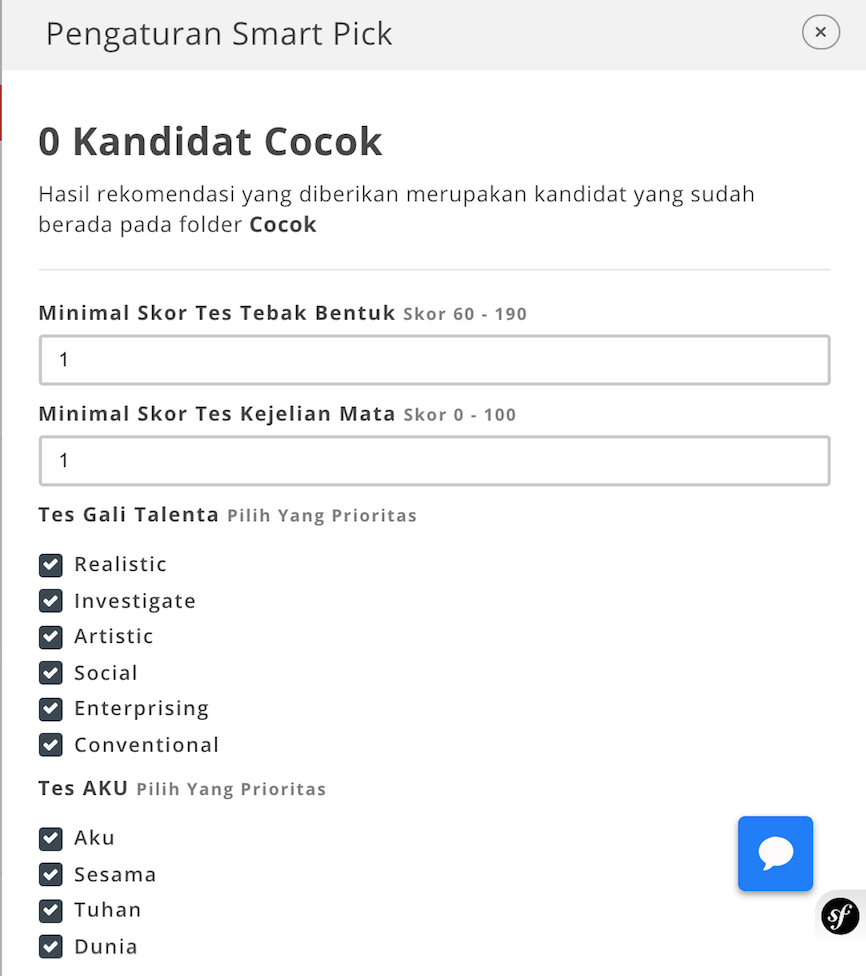 Pengaturan Smart Pick
0 Kandidat Cocok
Hasil rekomendasi yang diberikan merupakan kandidat yang sudah
berada pada folder Cocok
Minimal Skor Tes Tebak Bentuk Skor 60 - 190
1
Minimal Skor Tes Kejelian Mata Skor 0 - 100
1
Tes Gali Talenta Pilih Yang Prioritas
Realistic
Investigate
Artistic
Social
Enterprising
Conventional
Tes AKU Pilih Yang Prioritas
Aku
Sesama
Tuhan
Dunia
sf